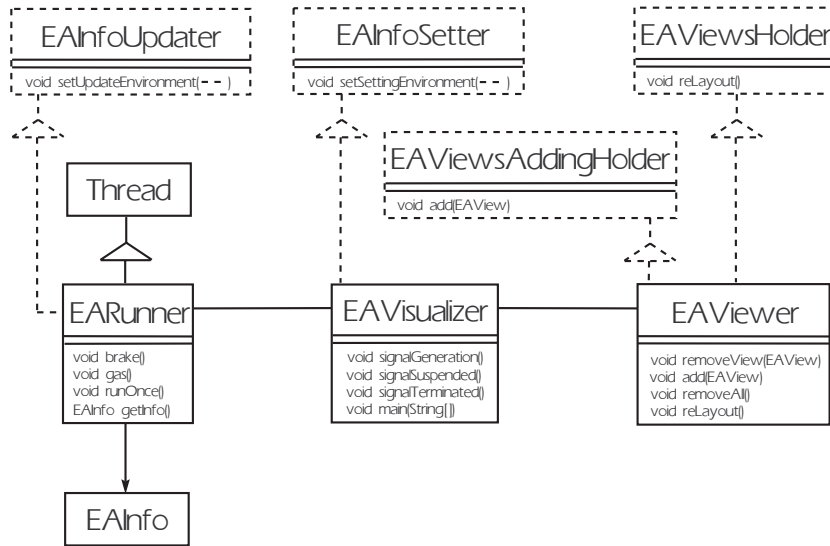 EAInfoUpdater
void setUpdateEnvironment(-- )
EAInfoSetter
void setSettingEnvironment(-- )
EAViewsHolder
void reLayout()
EAViewsAddingHolder
void add(EAView)
Thread
EARunner
void brake()
void gas()
void runOnce()
EAInfo getInfo()
EAVisualizer
void signalGeneration()
void signalSuspended()
void signalTerminated()
void main(String[])
EAViewer
void removeView(EAView)
void add(EAView)
void removeAll()
void reLayout()
EAInfo